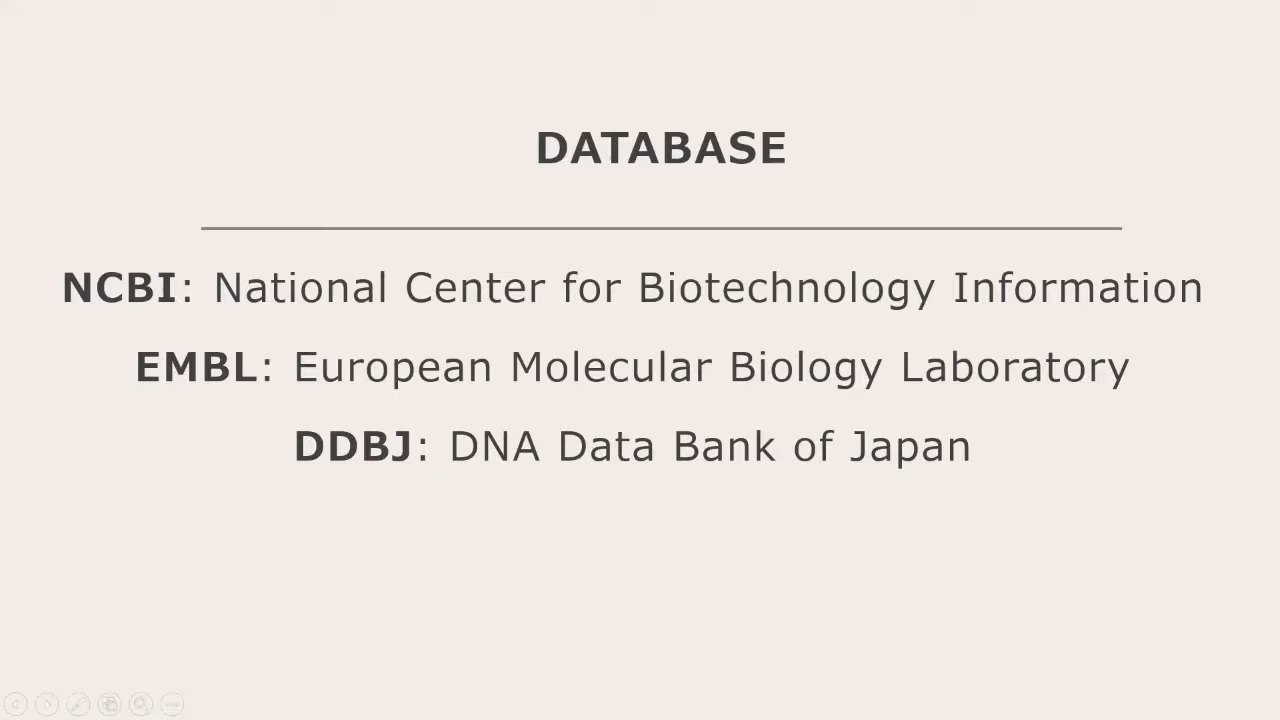 DATABASE
NCBI: National Center for Biotechnology Information
EMBL: European Molecular Biology Laboratory
DDBJ: DNA Data Bank of Japan